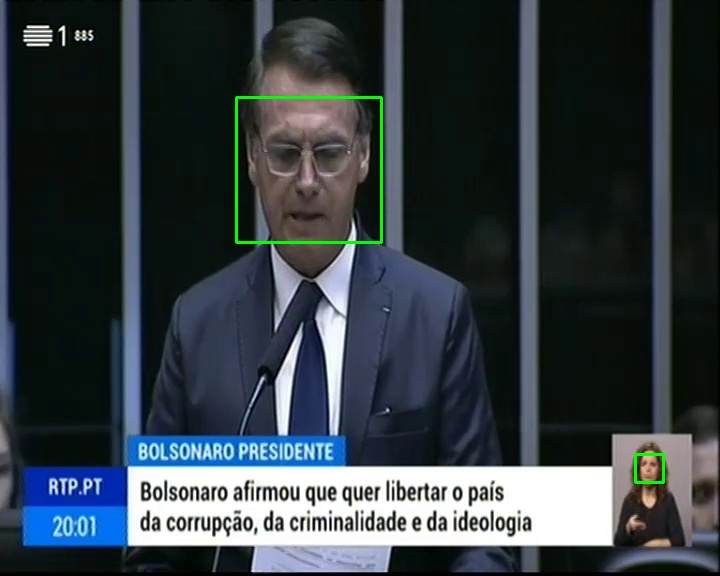 1 885
BOLSONARO PRESIDENTE
RTP.PT
Bolsonaro afirmou que quer libertar o país
20:01
da corrupção, da criminalidade e da ideologia